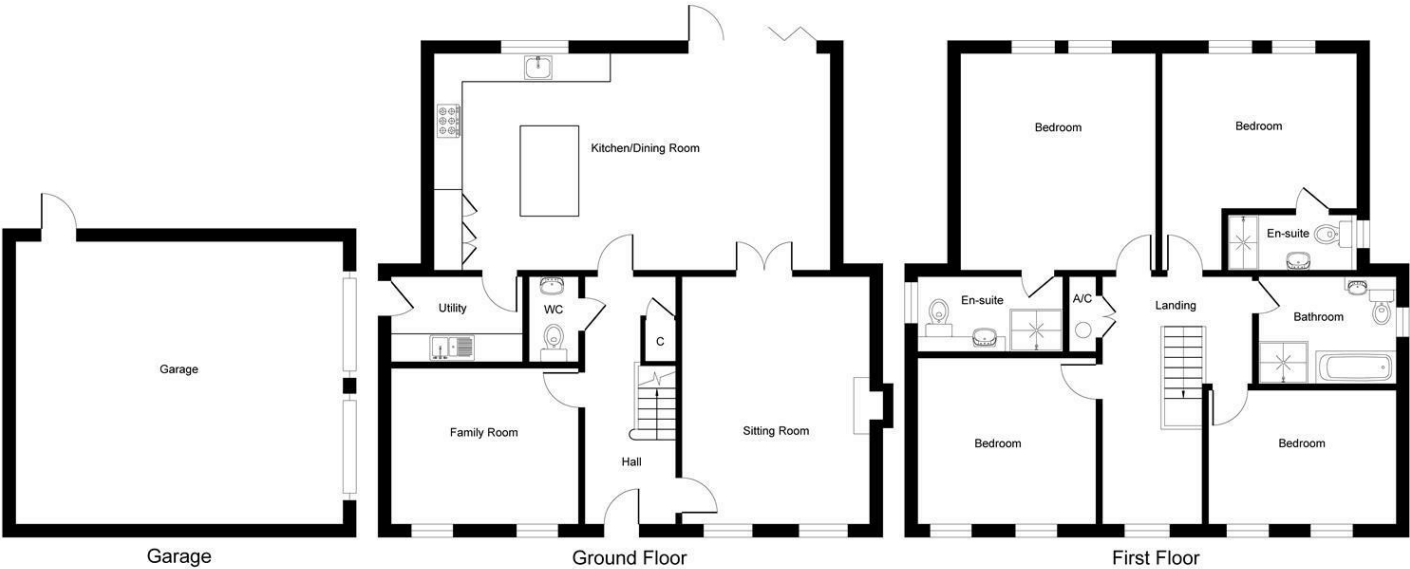 Garage
Garage
Kitchen/Dining Room
Utility
WC
C
Family Room
Hall
Sitting Room
Ground Floor
Bedroom
Bedroom
En-suite
En-suite
A/C
Landing
Bathroom
Bedroom
Bedroom
First Floor